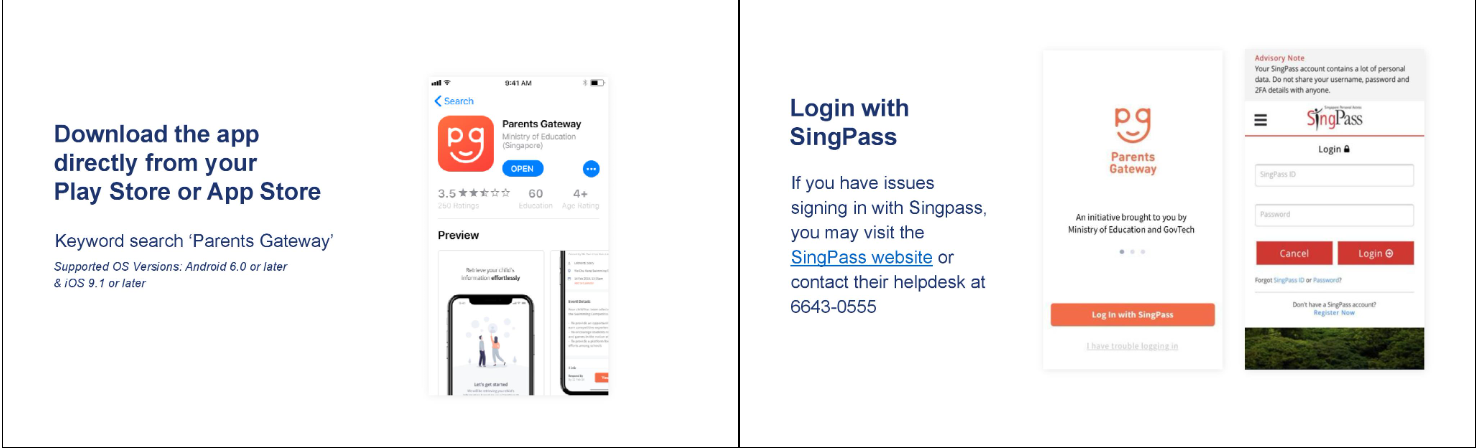 Download the app
directly from your
Play Store or App Store
Keyword search ‘Parents Gateway’
Supported OS Versions: Android 6.0 or later
& iOS 9.1 or later
9:41 AM
Search
Parents Gateway
Ministry of Education
(Singapore)
OPEN
3.5 60 4+
Education Age Rating
Preview
Retrieve your child's
information effortlessly
Let's get started
Login with
SingPass
If you have issues
signing in with Singpass,
you may visit the
SingPass website or
contact their helpdesk at
6643-0555
pg
Parents
Gateway
An initiative brought to you by
Ministry of Education and GovTech
Log In with SingPass
I have trouble logging in
Advisory Note
Your SingPass account contains a lot of personal
data. Do not share your username, password and
2FA details with anyone.
SingPass
Login
SingPass ID
Password
Cancel Login
Forgot SingPass ID or Password?
Don't have a SingPass account?
Register Now